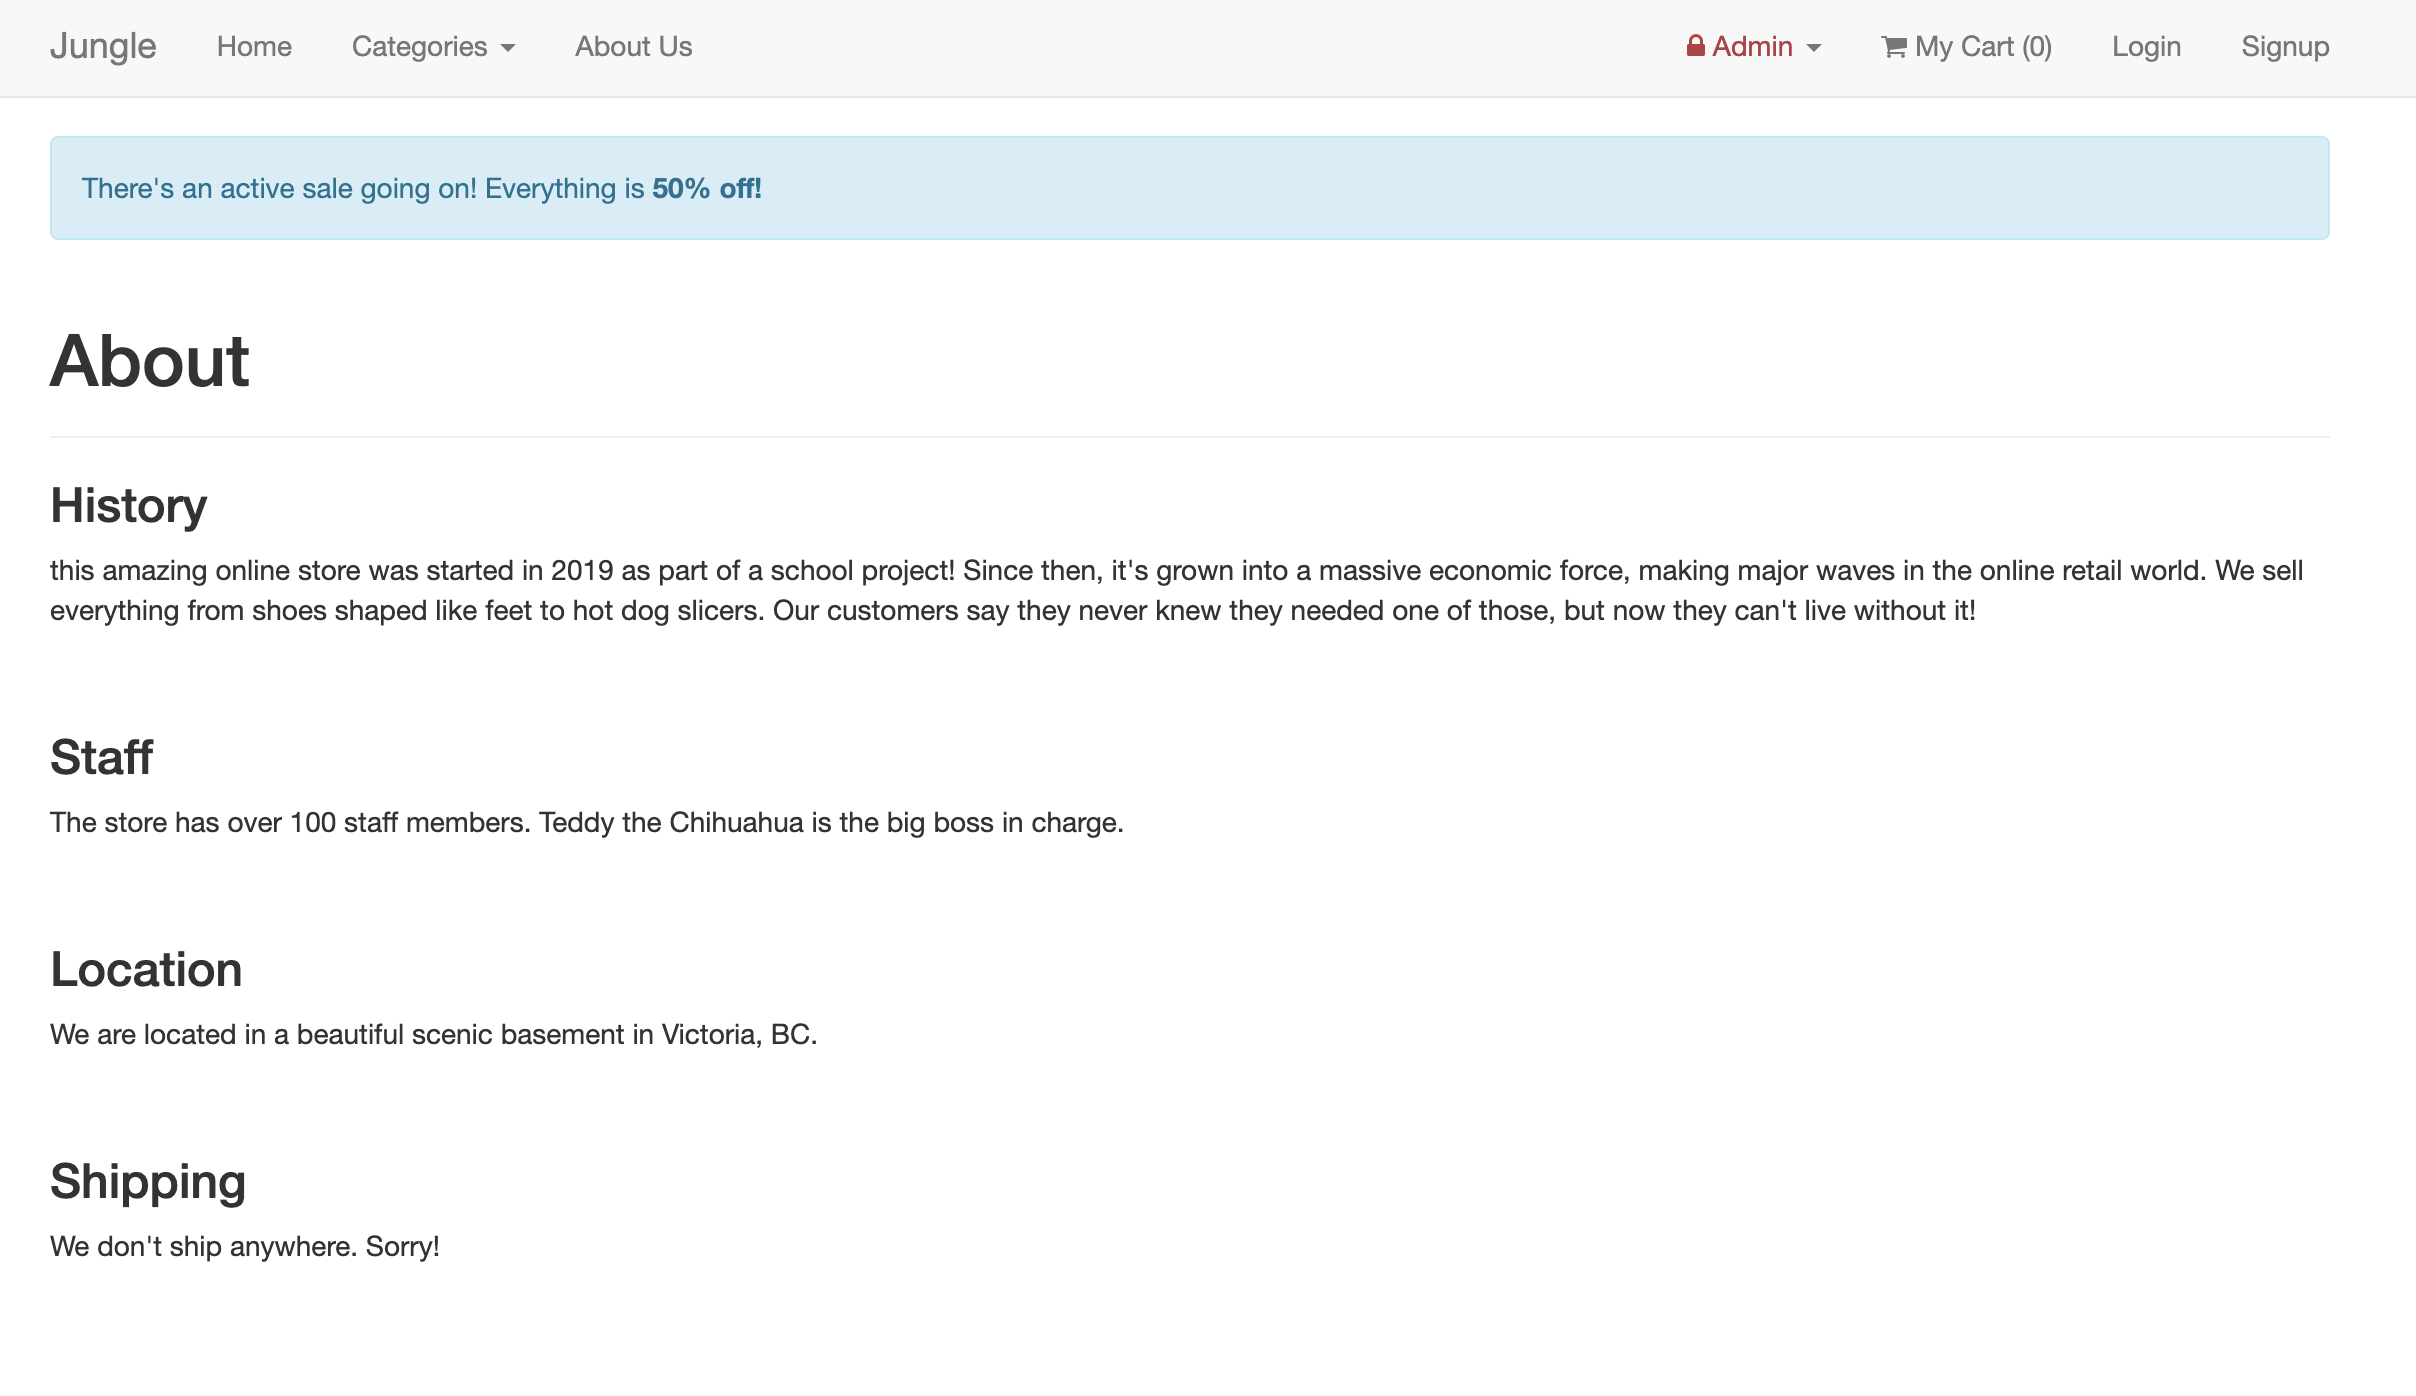 Jungle Home Categories About Us Admin My Cart (0) Login Signup
There's an active sale going on! Everything is 50% off!
About
History
this amazing online store was started in 2019 as part of a school project! Since then, it's grown into a massive economic force, making major waves in the online retail world. We sell
everything from shoes shaped like feet to hot dog slicers. Our customers say they never knew they needed one of those, but now they can't live without it!
Staff
The store has over 100 staff members. Teddy the Chihuahua is the big boss in charge.
Location
We are located in a beautiful scenic basement in Victoria, BC.
Shipping
We don't ship anywhere. Sorry!